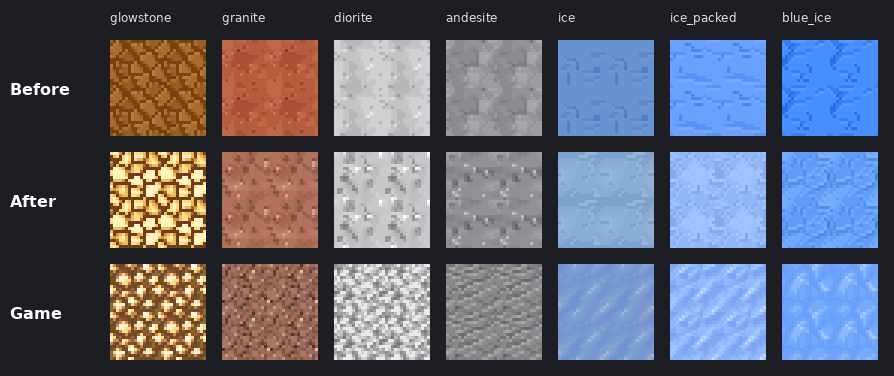 glowstone granite diorite andesite ice ice_packed blue_ice
Before
After
Game